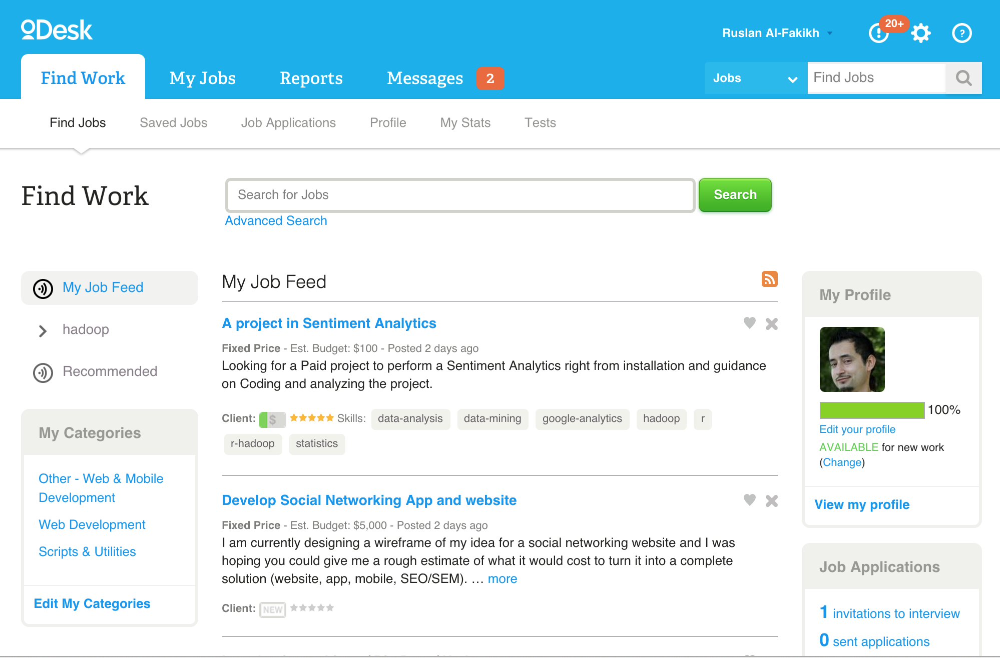 oDesk
Ruslan Al-Fakikh
20+
?
Find Work
My Jobs
Reports
Messages 2
Jobs
Find Jobs
Find Jobs
Saved Jobs
Job Applications
Profile
My Stats
Tests
Find Work
Search for Jobs
Search
Advanced Search
My Job Feed
hadoop
Recommended
My Categories
Other - Web & Mobile
Development
Web Development
Scripts & Utilities
Edit My Categories
My Job Feed
A project in Sentiment Analytics
Fixed Price - Est. Budget: $100 - Posted 2 days ago
Looking for a Paid project to perform a Sentiment Analytics right from installation and guidance
on Coding and analyzing the project.
Client: $ Skills: data-analysis data-mining google-analytics hadoop r
r-hadoop statistics
Develop Social Networking App and website
Fixed Price - Est. Budget: $5,000 - Posted 2 days ago
I am currently designing a wireframe of my idea for a social networking website and I was
hoping you could give me a rough estimate of what it would cost to turn it into a complete
solution (website, app, mobile, SEO/SEM). … more
Client: NEW
My Profile
100%
Edit your profile
AVAILABLE for new work
(Change)
View my profile
Job Applications
1 invitations to interview
0 sent applications